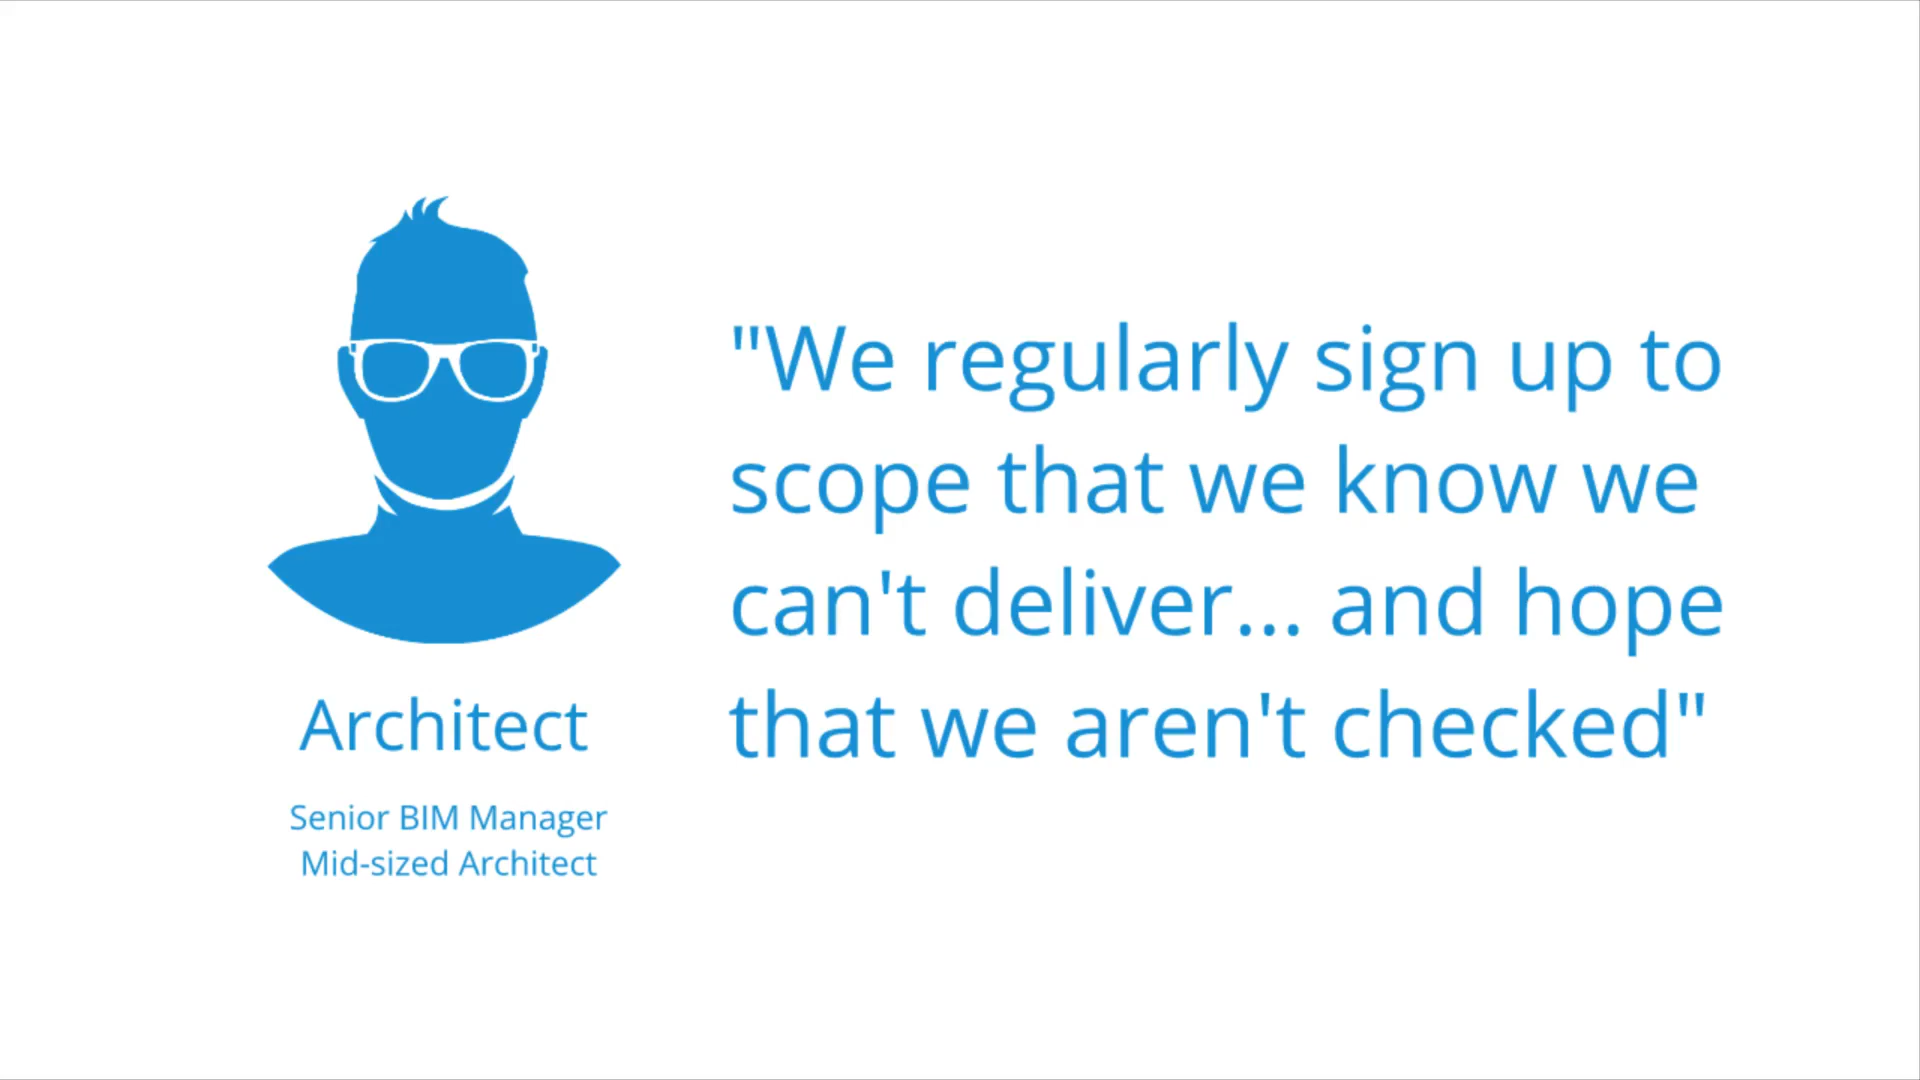 "We regularly sign up to
scope that we know we
can't deliver... and hope
that we aren't checked"
Architect
Senior BIM Manager
Mid-sized Architect